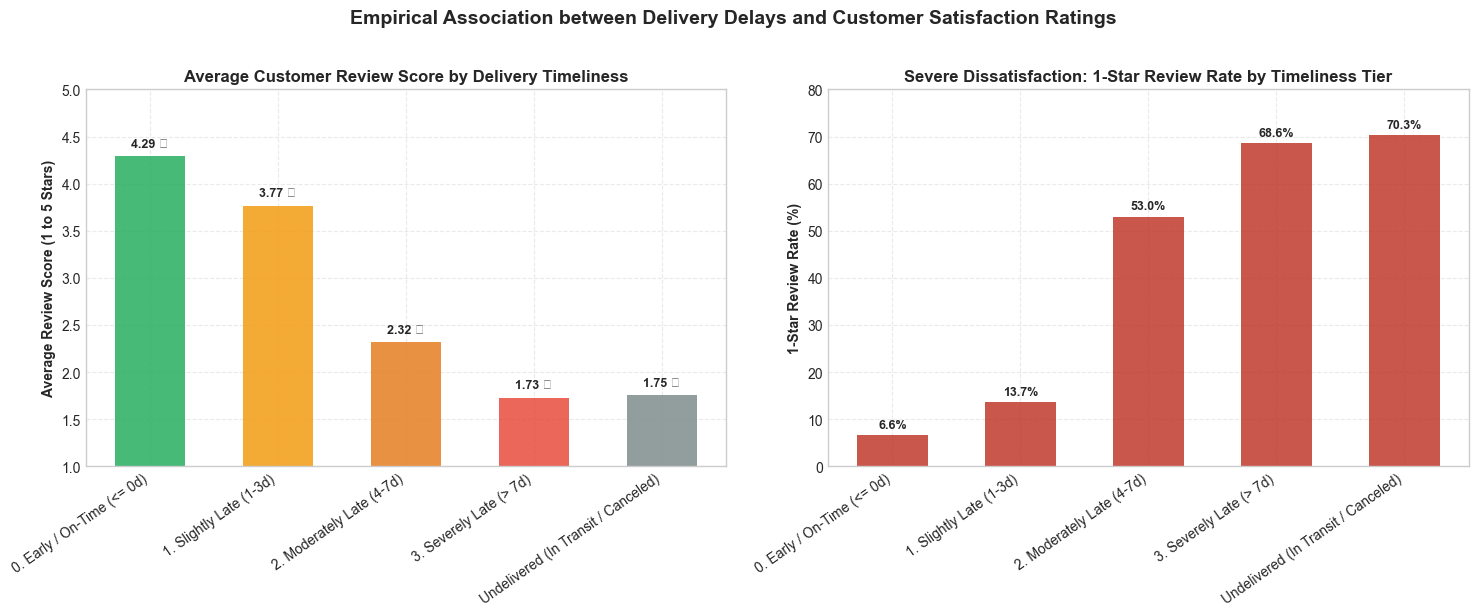 Empirical Association between Delivery Delays and Customer Satisfaction Ratings
Average Customer Review Score by Delivery Timeliness
Average Review Score (1 to 5 Stars)
5.0
4.5
4.0
3.5
3.0
2.5
2.0
1.5
1.0
4.29 ▯
3.77 ▯
2.32 ▯
1.73 ▯
1.75 ▯
0. Early / On-Time (<= 0d)
1. Slightly Late (1-3d)
2. Moderately Late (4-7d)
3. Severely Late (> 7d)
Undelivered (In Transit / Canceled)
Severe Dissatisfaction: 1-Star Review Rate by Timeliness Tier
1-Star Review Rate (%)
80
70
60
50
40
30
20
10
0
6.6%
13.7%
53.0%
68.6%
70.3%
0. Early / On-Time (<= 0d)
1. Slightly Late (1-3d)
2. Moderately Late (4-7d)
3. Severely Late (> 7d)
Undelivered (In Transit / Canceled)